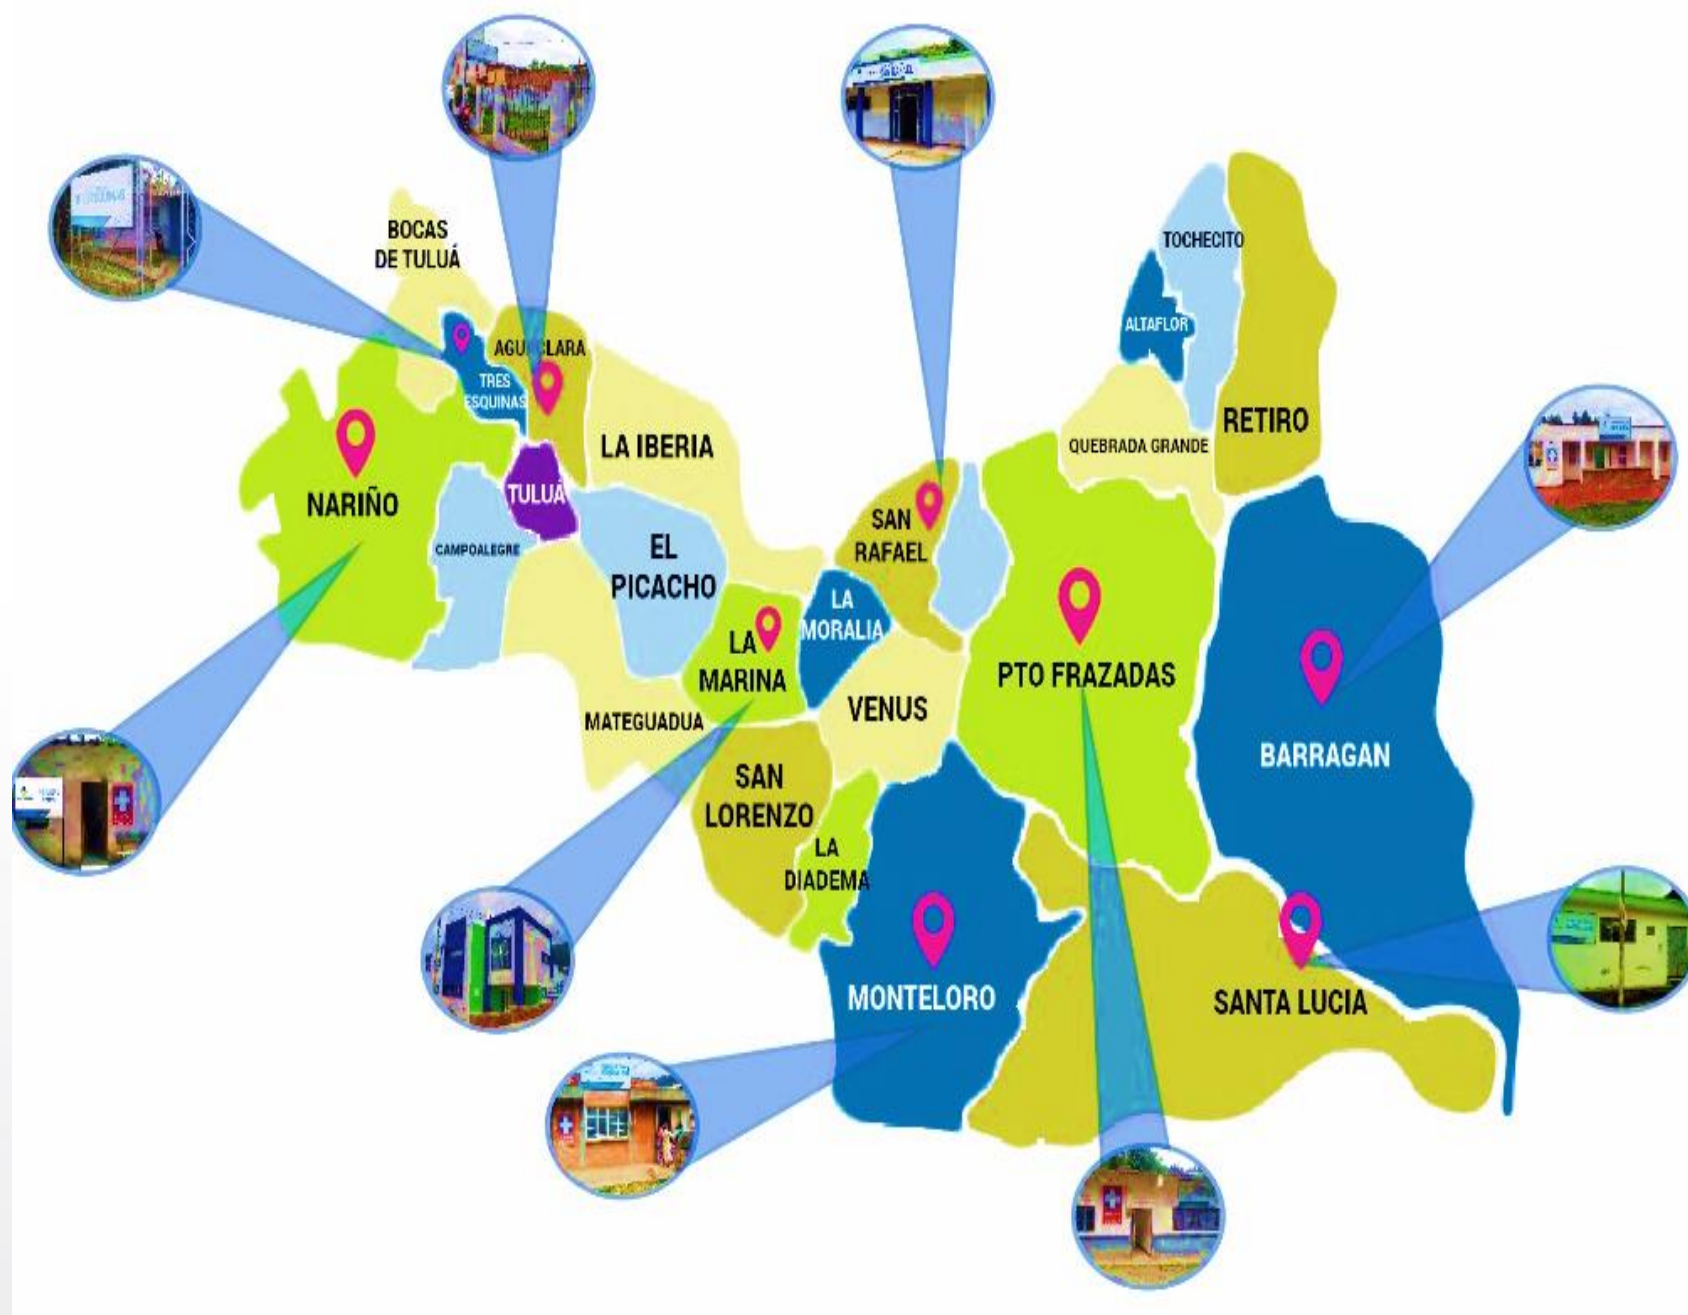 BOCAS
DE TULUÁ
TOCHECITO
ALTAFLOR
TRES
ESQUINAS
LA IBERIA
RETIRO
QUEBRADA GRANDE
NARIÑO
TULUÁ
CAMPOALEGRE
EL
PICACHO
SAN
RAFAEL
LA
MORALIA
LA
MARINA
PTO FRAZADAS
VENUS
MATEGUADUA
BARRAGAN
SAN
LORENZO
LA
DIADEMA
MONTELORO
SANTA LUCIA